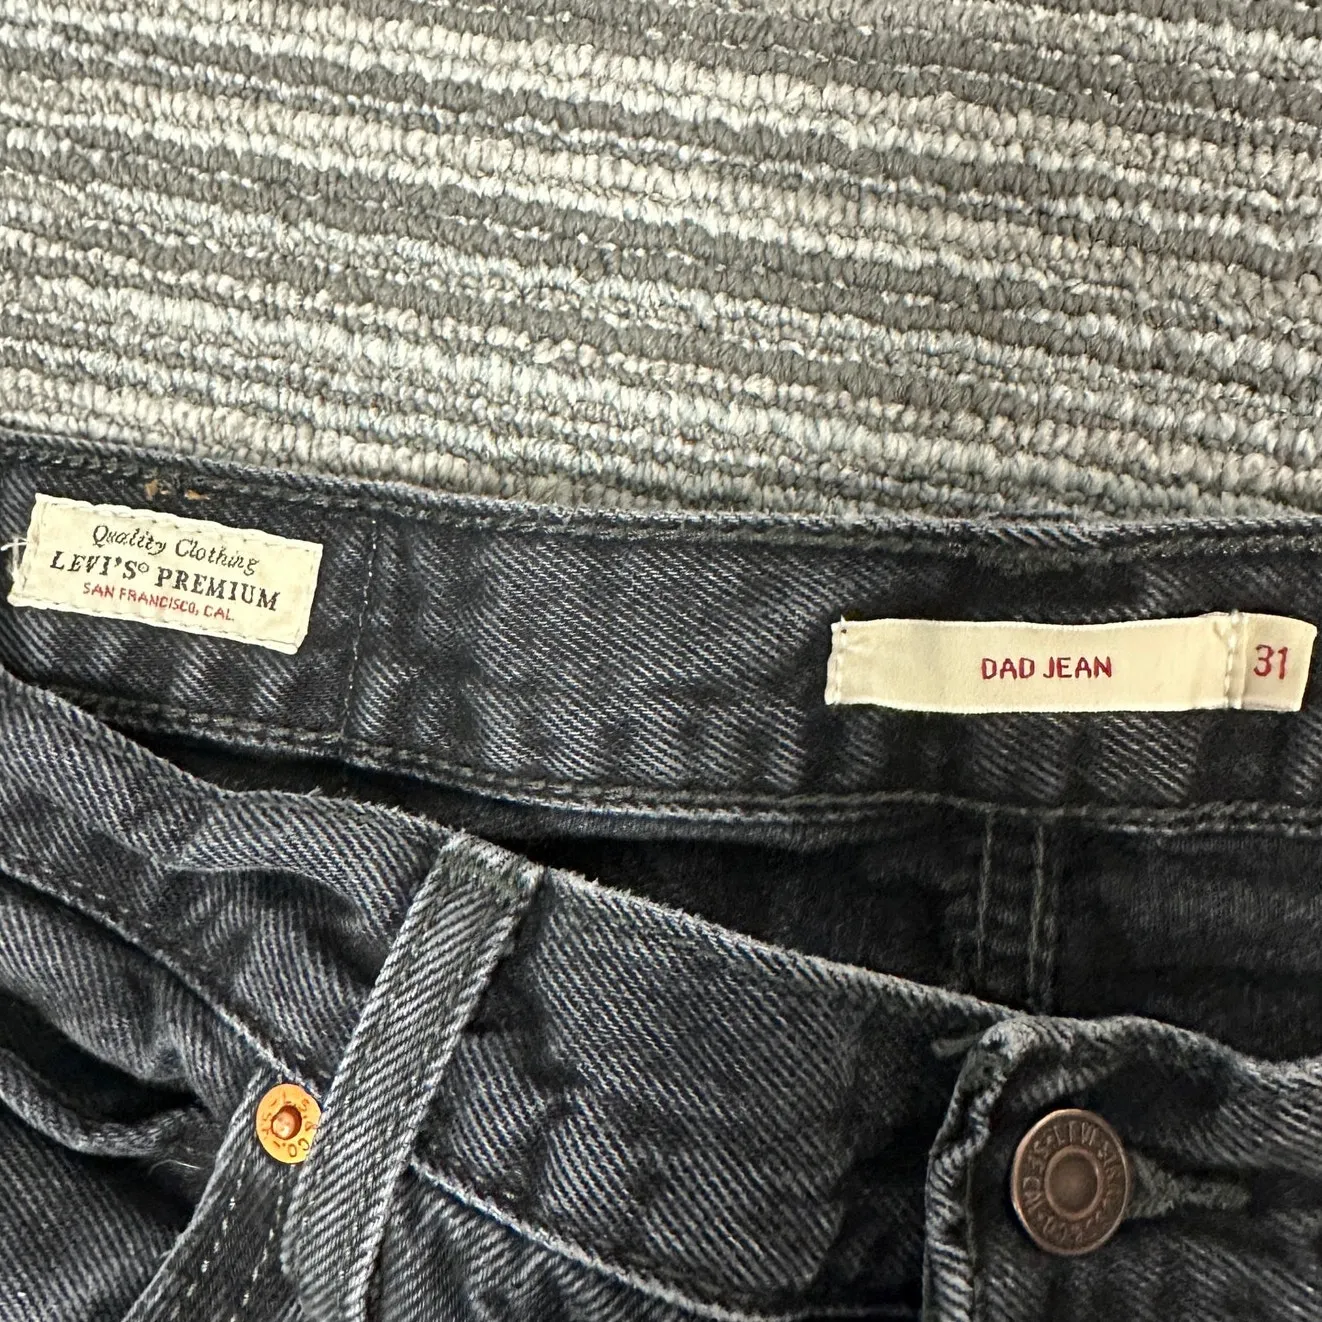 Quality Clothing
LEVI'S® PREMIUM
SAN FRANCISCO, CAL.
DAD JEAN
31